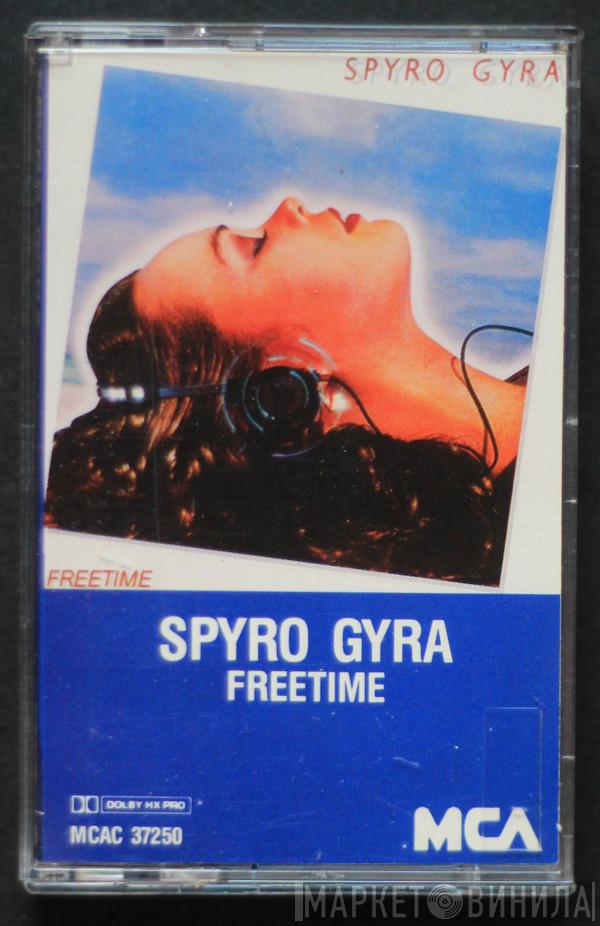 SPYRO GYRA
FREETIME
SPYRO GYRA
FREETIME
DOLBY HX PRO
MCAC 37250
MCA
МАРКЕТ ВИНИЛА